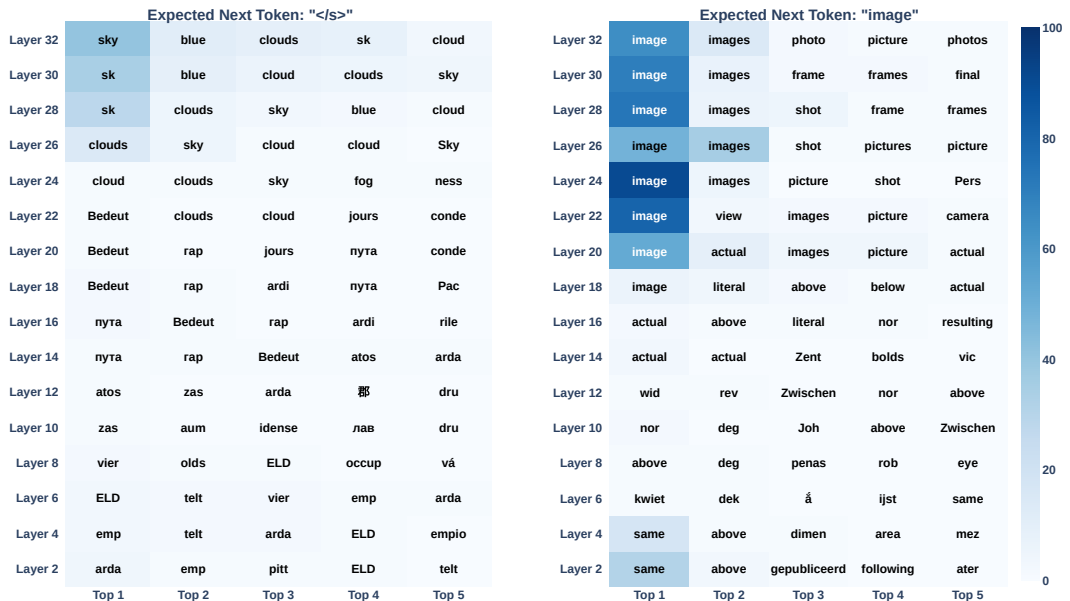 Expected Next Token: "</s>"
Layer 32 sky blue clouds sk cloud
Layer 30 sk blue cloud clouds sky
Layer 28 sk clouds sky blue cloud
Layer 26 clouds sky cloud cloud Sky
Layer 24 cloud clouds sky fog ness
Layer 22 Bedeut clouds cloud jours conde
Layer 20 Bedeut rap jours пута conde
Layer 18 Bedeut rap ardi пута Pac
Layer 16 пута Bedeut rap ardi rile
Layer 14 пута rap Bedeut atos arda
Layer 12 atos zas arda 郡 dru
Layer 10 zas aum idense лав dru
Layer 8 vier olds ELD occup vá
Layer 6 ELD telt vier emp arda
Layer 4 emp telt arda ELD empio
Layer 2 arda emp pitt ELD telt
Top 1 Top 2 Top 3 Top 4 Top 5
Expected Next Token: "image"
Layer 32 image images photo picture photos
Layer 30 image images frame frames final
Layer 28 image images shot frame frames
Layer 26 image images shot pictures picture
Layer 24 image images picture shot Pers
Layer 22 image view images picture camera
Layer 20 image actual images picture actual
Layer 18 image literal above below actual
Layer 16 actual above literal nor resulting
Layer 14 actual actual Zent bolds vic
Layer 12 wid rev Zwischen nor above
Layer 10 nor deg Joh above Zwischen
Layer 8 above deg penas rob eye
Layer 6 kwiet dek ắ ijst same
Layer 4 same above dimen area mez
Layer 2 same above gepubliceerd following ater
Top 1 Top 2 Top 3 Top 4 Top 5
100
80
60
40
20
0